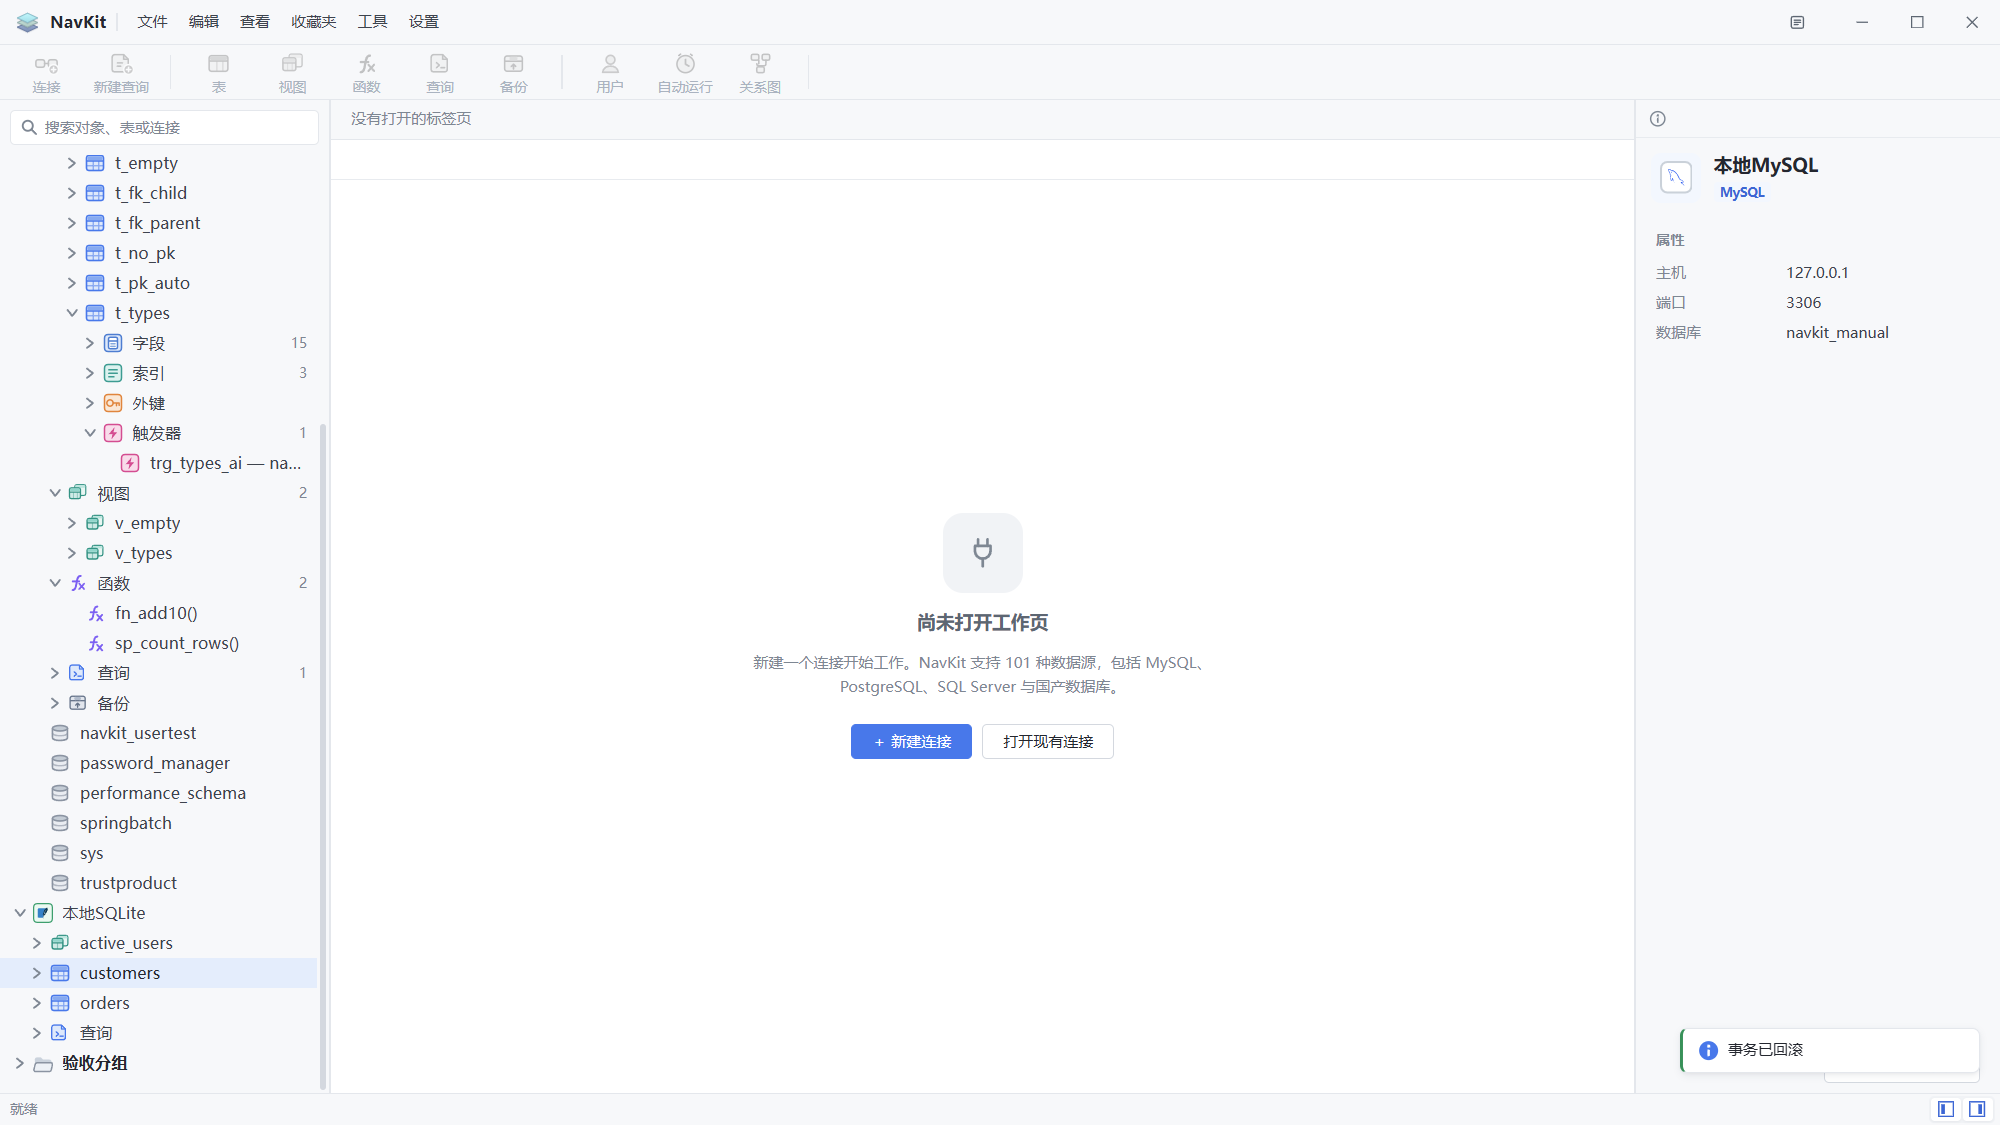 NavKit
文件
编辑
查看
收藏夹
工具
设置
连接
新建查询
表
视图
函数
查询
备份
用户
自动运行
关系图
搜索对象、表或连接
t_empty
t_fk_child
t_fk_parent
t_no_pk
t_pk_auto
t_types
字段 15
索引 3
外键
触发器 1
trg_types_ai — na...
视图 2
v_empty
v_types
函数 2
fn_add10()
sp_count_rows()
查询 1
备份
navkit_usertest
password_manager
performance_schema
springbatch
sys
trustproduct
本地SQLite
active_users
customers
orders
查询
验收分组
就绪
没有打开的标签页
尚未打开工作页
新建一个连接开始工作。NavKit 支持 101 种数据源，包括 MySQL、
PostgreSQL、SQL Server 与国产数据库。
+ 新建连接
打开现有连接
本地MySQL
MySQL
属性
主机 127.0.0.1
端口 3306
数据库 navkit_manual
事务已回滚